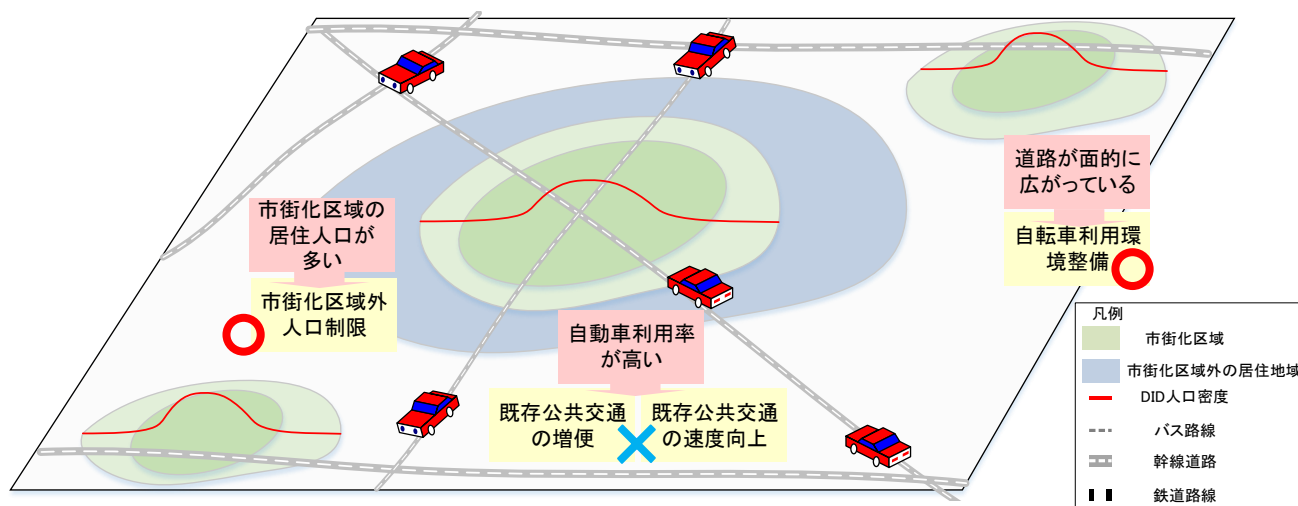 道路が面的に
広がっている
自転車利用環
境整備
市街化区域の
居住人口が
多い
市街化区域外
人口制限
自動車利用率
が高い
既存公共交通
の増便
既存公共交通
の速度向上
凡例
市街化区域
市街化区域外の居住地域
DID人口密度
バス路線
幹線道路
鉄道路線